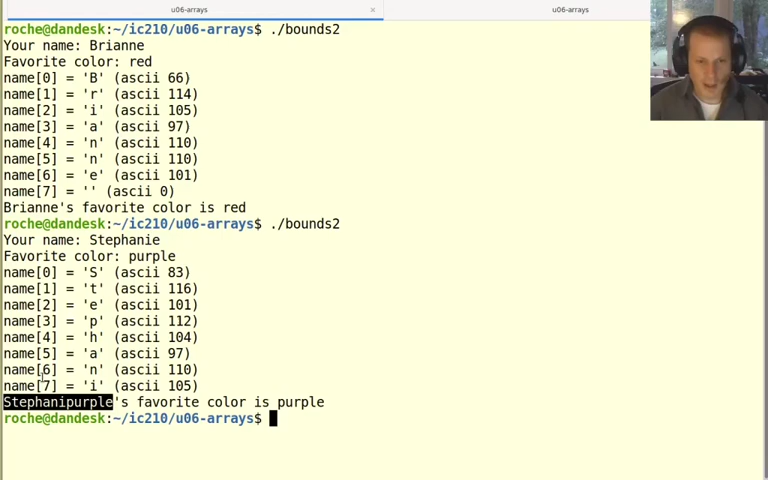 u06-arrays × u06-arrays
roche@dandesk:~/ic210/u06-arrays$ ./bounds2
Your name: Brianne
Favorite color: red
name[0] = 'B' (ascii 66)
name[1] = 'r' (ascii 114)
name[2] = 'i' (ascii 105)
name[3] = 'a' (ascii 97)
name[4] = 'n' (ascii 110)
name[5] = 'n' (ascii 110)
name[6] = 'e' (ascii 101)
name[7] = '' (ascii 0)
Brianne's favorite color is red
roche@dandesk:~/ic210/u06-arrays$ ./bounds2
Your name: Stephanie
Favorite color: purple
name[0] = 'S' (ascii 83)
name[1] = 't' (ascii 116)
name[2] = 'e' (ascii 101)
name[3] = 'p' (ascii 112)
name[4] = 'h' (ascii 104)
name[5] = 'a' (ascii 97)
name[6] = 'n' (ascii 110)
name[7] = 'i' (ascii 105)
Stephanipurple's favorite color is purple
roche@dandesk:~/ic210/u06-arrays$